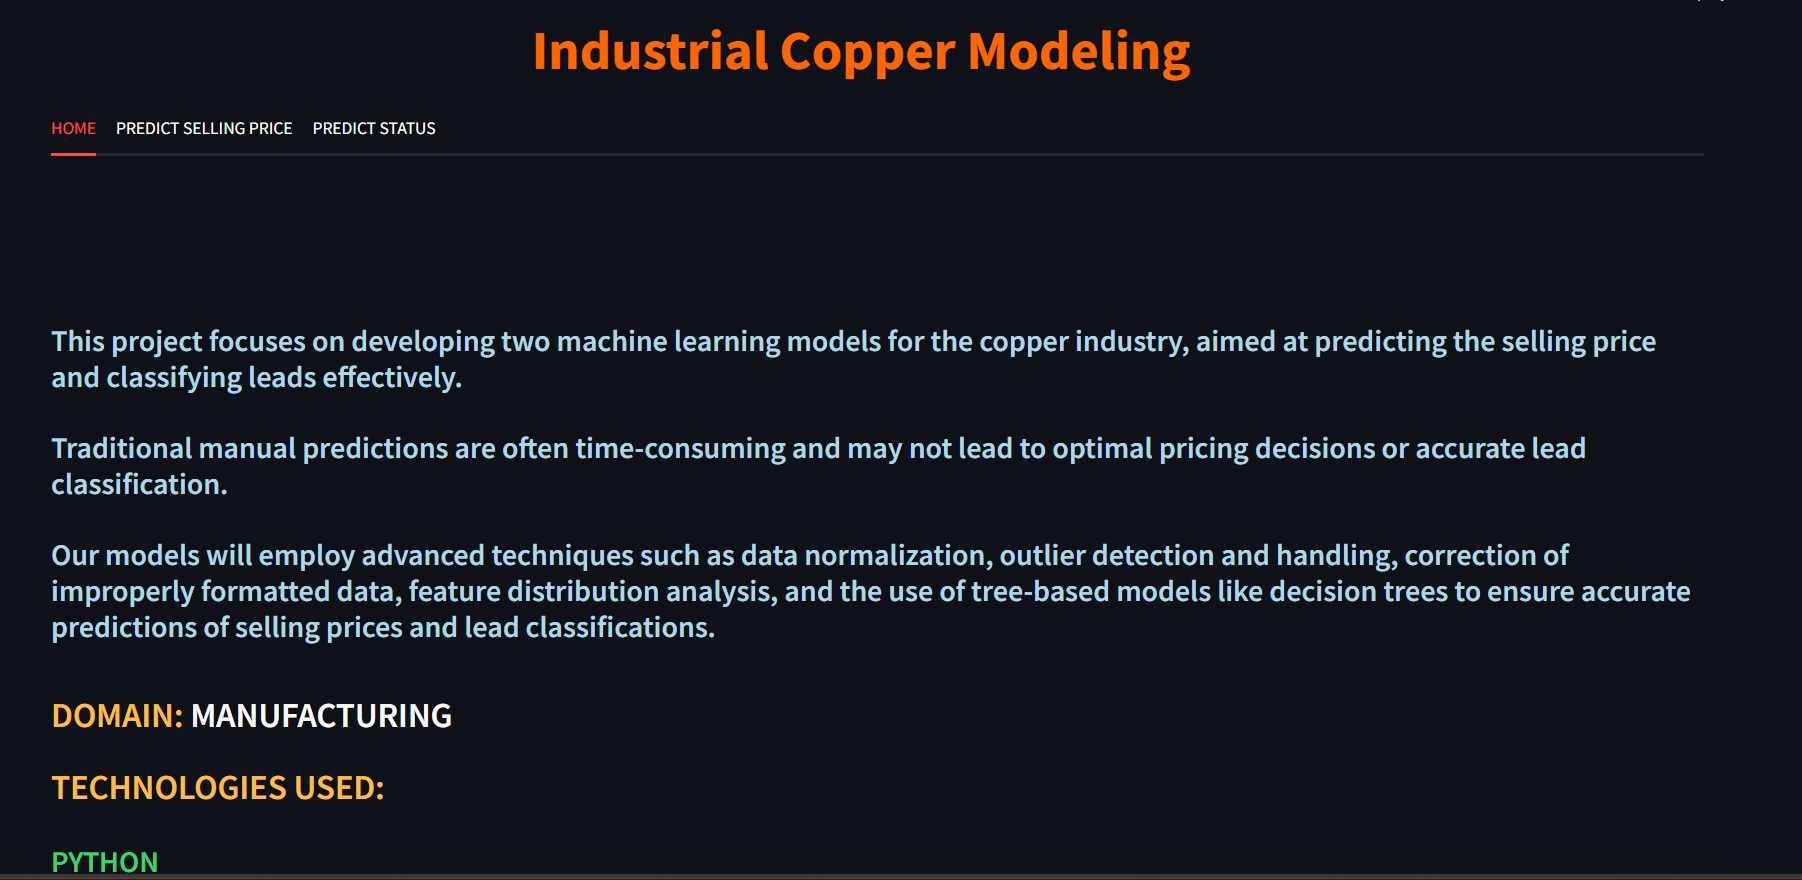 Industrial Copper Modeling
HOME PREDICT SELLING PRICE PREDICT STATUS
This project focuses on developing two machine learning models for the copper industry, aimed at predicting the selling price
and classifying leads effectively.
Traditional manual predictions are often time-consuming and may not lead to optimal pricing decisions or accurate lead
classification.
Our models will employ advanced techniques such as data normalization, outlier detection and handling, correction of
improperly formatted data, feature distribution analysis, and the use of tree-based models like decision trees to ensure accurate
predictions of selling prices and lead classifications.
DOMAIN: MANUFACTURING
TECHNOLOGIES USED:
PYTHON